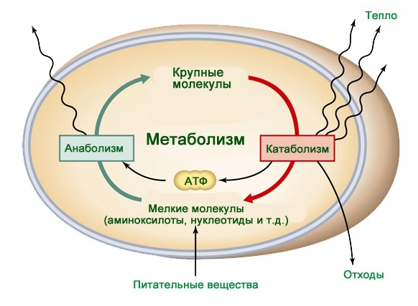 Тепло
Крупные
молекулы
Анаболизм
Метаболизм
Катаболизм
АТФ
Мелкие молекулы
(аминоксилоты, нуклеотиды и т.д.)
Отходы
Питательные вещества